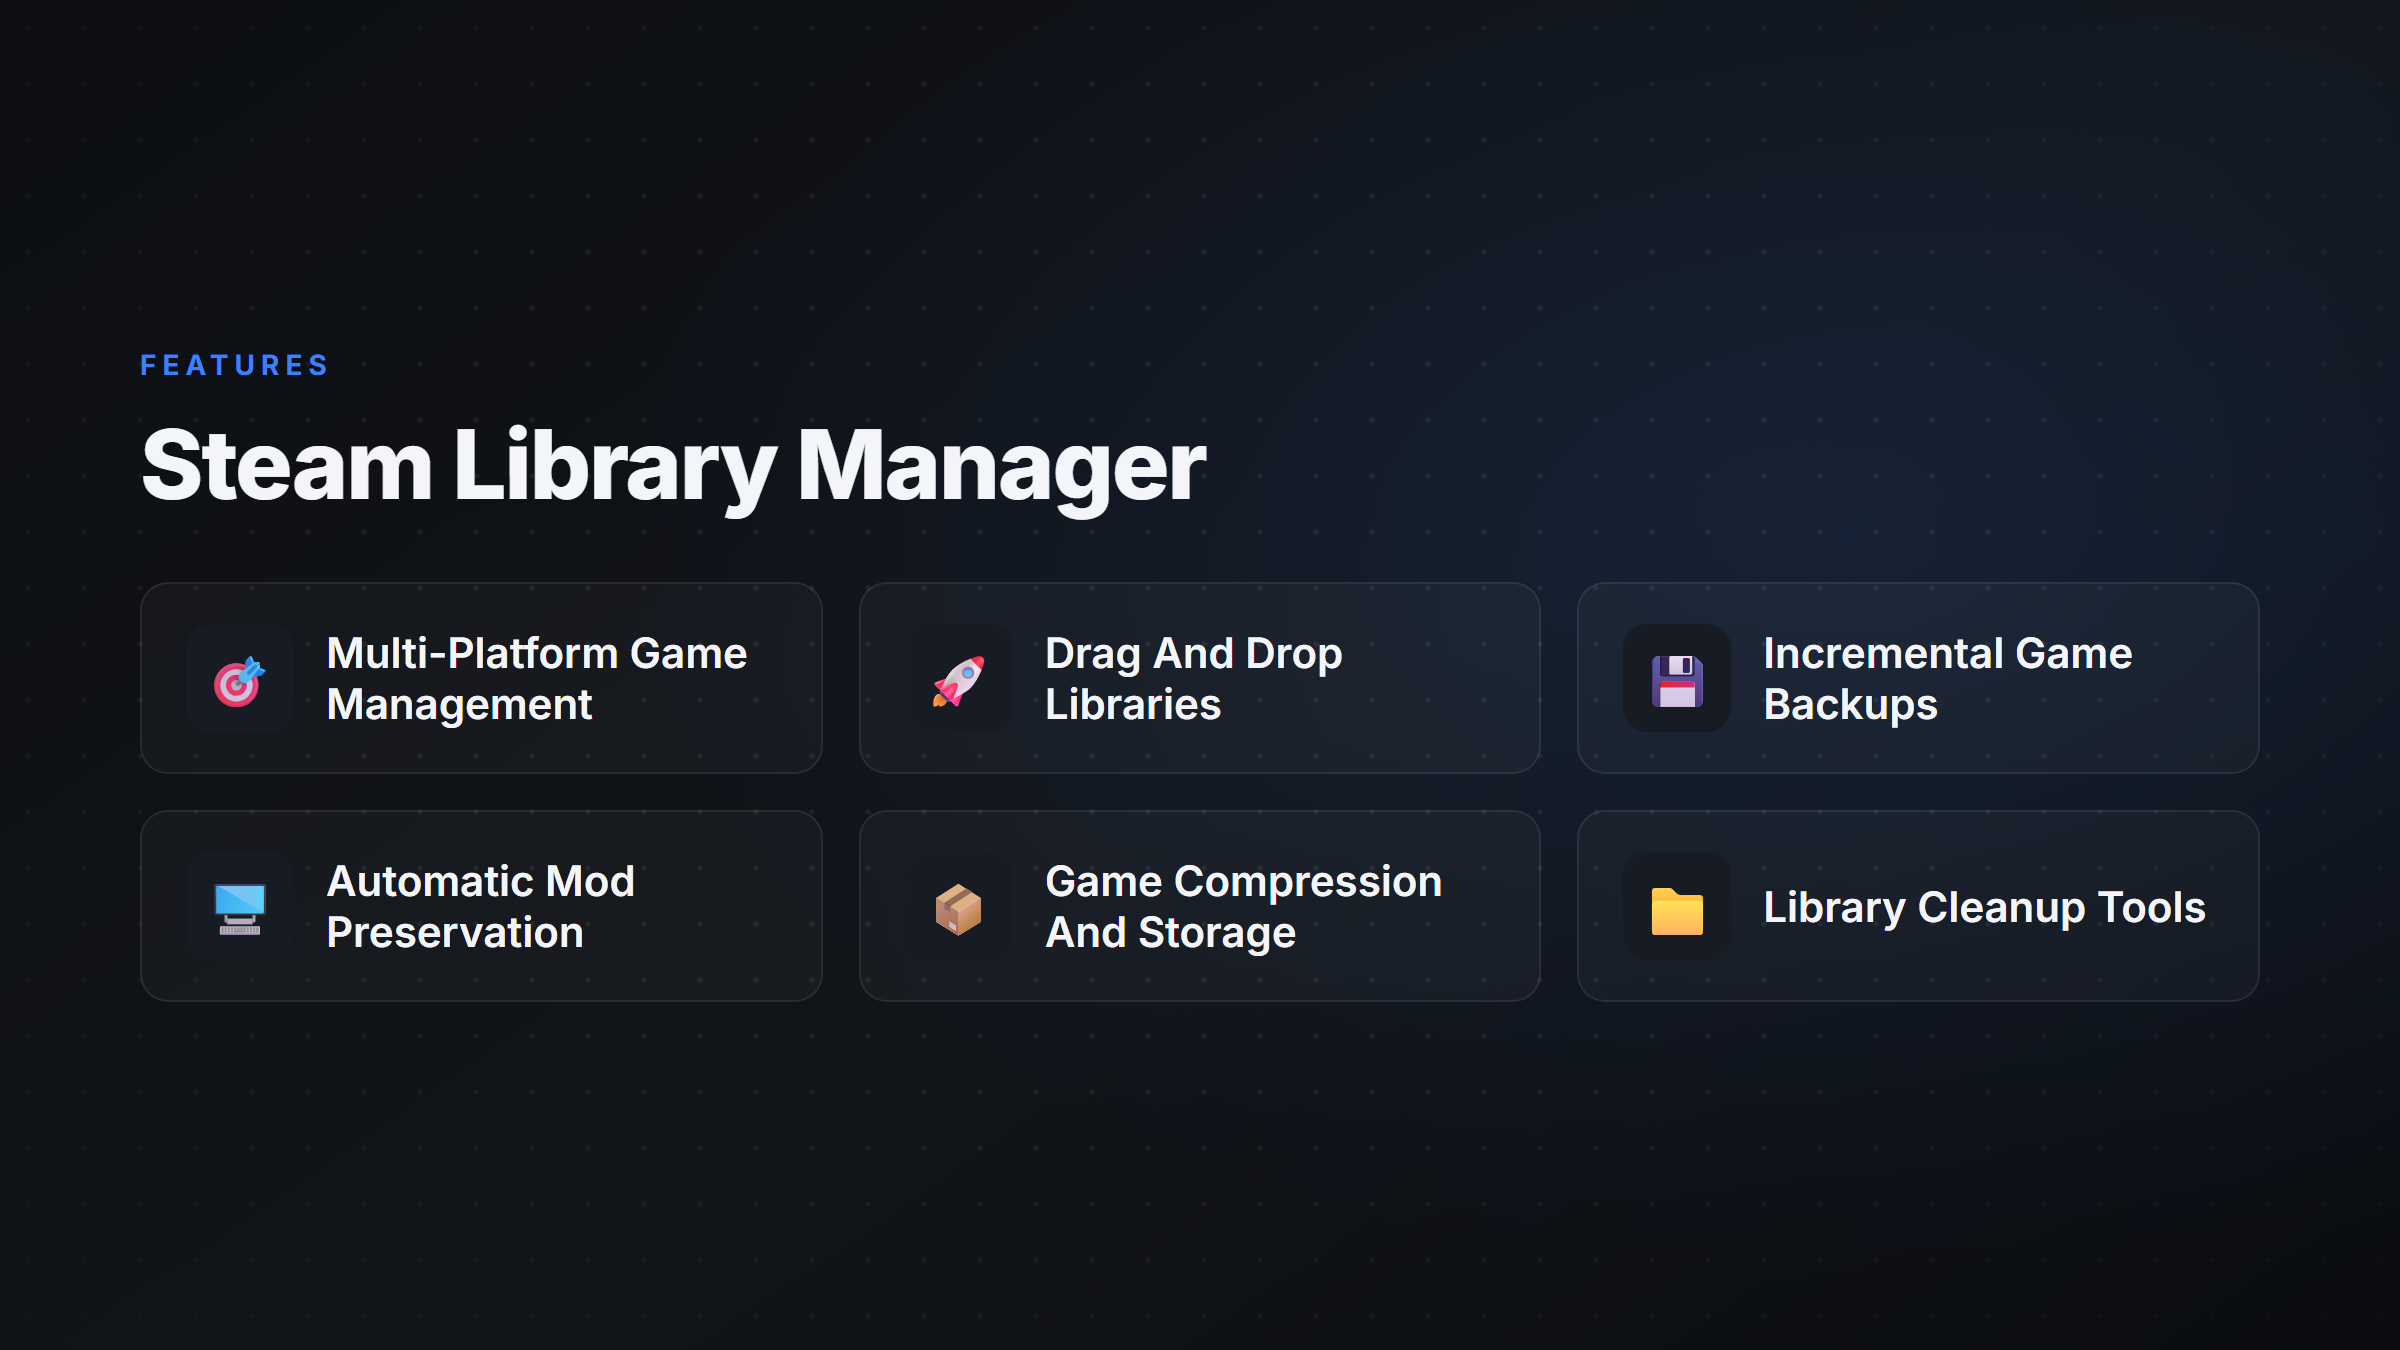 FEATURES
Steam Library Manager
Multi-Platform Game
Management
Drag And Drop
Libraries
Incremental Game
Backups
Automatic Mod
Preservation
Game Compression
And Storage
Library Cleanup Tools